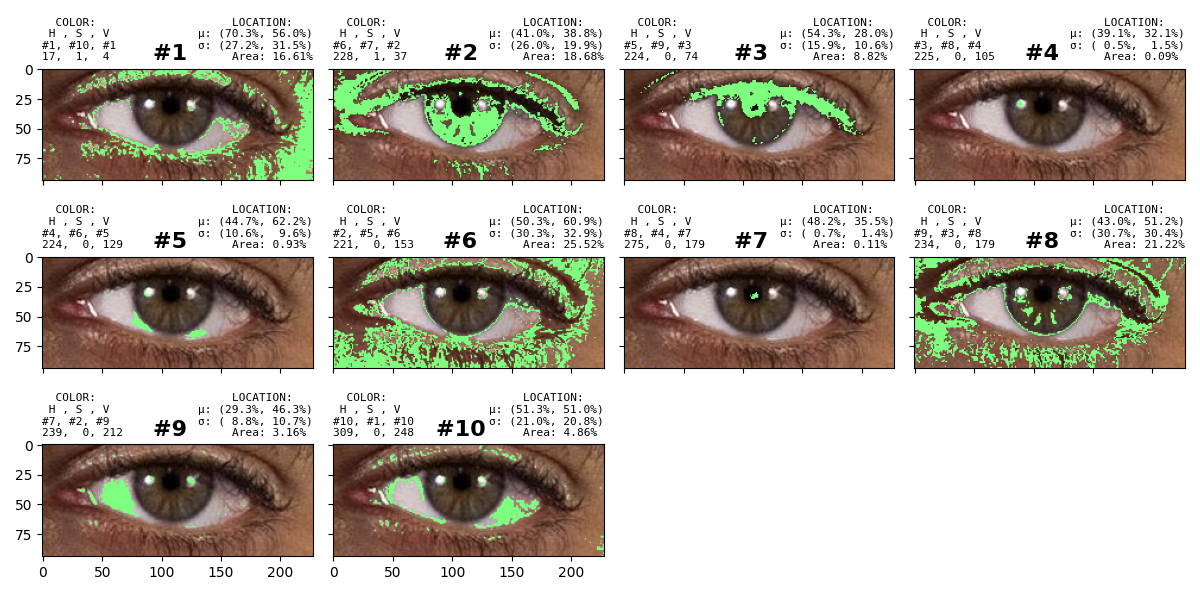 COLOR: LOCATION:
H , S , V μ: (70.3%, 56.0%)
#1, #10, #1 σ: (27.2%, 31.5%)
17, 1, 4 #1 Area: 16.61%
COLOR: LOCATION:
H , S , V μ: (41.0%, 38.8%)
#6, #7, #2 σ: (26.0%, 19.9%)
228, 1, 37 #2 Area: 18.68%
COLOR: LOCATION:
H , S , V μ: (54.3%, 28.0%)
#5, #9, #3 σ: (15.9%, 10.6%)
224, 0, 74 #3 Area: 8.82%
COLOR: LOCATION:
H , S , V μ: (39.1%, 32.1%)
#3, #8, #4 σ: ( 0.5%, 1.5%)
225, 0, 105 #4 Area: 0.09%
0
25
50
75
COLOR: LOCATION:
H , S , V μ: (44.7%, 62.2%)
#4, #6, #5 σ: (10.6%, 9.6%)
224, 0, 129 #5 Area: 0.93%
COLOR: LOCATION:
H , S , V μ: (50.3%, 60.9%)
#2, #5, #6 σ: (30.3%, 32.9%)
221, 0, 153 #6 Area: 25.52%
COLOR: LOCATION:
H , S , V μ: (48.2%, 35.5%)
#8, #4, #7 σ: ( 0.7%, 1.4%)
275, 0, 179 #7 Area: 0.11%
COLOR: LOCATION:
H , S , V μ: (43.0%, 51.2%)
#9, #3, #8 σ: (30.7%, 30.4%)
234, 0, 179 #8 Area: 21.22%
0
25
50
75
COLOR: LOCATION:
H , S , V μ: (29.3%, 46.3%)
#7, #2, #9 σ: ( 8.8%, 10.7%)
239, 0, 212 #9 Area: 3.16%
COLOR: LOCATION:
H , S , V μ: (51.3%, 51.0%)
#10, #1, #10 σ: (21.0%, 20.8%)
309, 0, 248 #10 Area: 4.86%
0
25
50
75
0 50 100 150 200
0 50 100 150 200